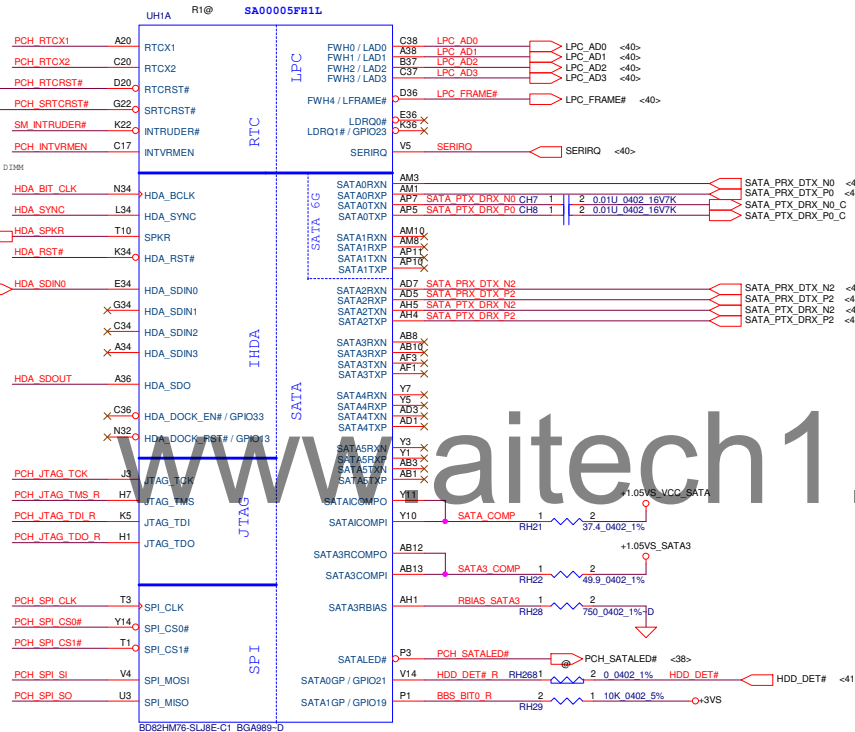 UH1A R1@ SA00005FH1L
PCH_RTCX1 A20 RTCX1 LPC FWH0 / LAD0 C38 LPC_AD0 LPC_AD0 <40>
FWH1 / LAD1 A38 LPC_AD1 LPC_AD1 <40>
PCH_RTCX2 C20 RTCX2 FWH2 / LAD2 B37 LPC_AD2 LPC_AD2 <40>
FWH3 / LAD3 C37 LPC_AD3 LPC_AD3 <40>
PCH_RTCRST# D20 RTCRST#
FWH4 / LFRAME# D36 LPC_FRAME# LPC_FRAME# <40>
PCH_SRTCRST# G22 SRTCRST#
LDRQ0# E36
SM_INTRUDER# K22 INTRUDER# RTC LDRQ1# / GPIO23 K36
PCH_INTVRMEN C17 INTVRMEN SERIRQ V5 SERIRQ SERIRQ <40>
DIMM
SATA 6G
SATA0RXN AM3 SATA_PRX_DTX_N0 <4
HDA_BIT_CLK N34 HDA_BCLK SATA0RXP AM1 SATA_PRX_DTX_P0 <4
SATA0TXN AP7 SATA_PTX_DRX_N0 CH7 1 2 0.01U_0402_16V7K SATA_PTX_DRX_N0_C
HDA_SYNC L34 HDA_SYNC SATA0TXP AP5 SATA_PTX_DRX_P0 CH8 1 2 0.01U_0402_16V7K SATA_PTX_DRX_P0_C
HDA_SPKR T10 SPKR SATA1RXN AM10
SATA1RXP AM8
HDA_RST# K34 HDA_RST# SATA1TXN AP11
SATA1TXP AP10
HDA_SDIN0 E34 HDA_SDIN0 SATA2RXN AD7 SATA_PRX_DTX_N2 SATA_PRX_DTX_N2 <4
SATA2RXP AD5 SATA_PRX_DTX_P2 SATA_PRX_DTX_P2 <4
G34 HDA_SDIN1 SATA2TXN AH5 SATA_PTX_DRX_N2 SATA_PTX_DRX_N2 <4
SATA2TXP AH4 SATA_PTX_DRX_P2 SATA_PTX_DRX_P2 <4
C34 HDA_SDIN2
IHDA
SATA3RXN AB8
A34 HDA_SDIN3 SATA3RXP AB10
SATA3TXN AF3
SATA3TXP AF1
HDA_SDOUT A36 HDA_SDO
SATA
SATA4RXN Y7
SATA4RXP Y5
C36 HDA_DOCK_EN# / GPIO33 SATA4TXN AD3
SATA4TXP AD1
N32 HDA_DOCK_RST# / GPIO13
SATA5RXN Y3
SATA5RXP Y1
SATA5TXN AB3
PCH_JTAG_TCK J3 JTAG_TCK SATA5TXP AB1
www.aitech1.
PCH_JTAG_TMS_R H7 JTAG_TMS SATAICOMPO Y11 +1.05VS_VCC_SATA
PCH_JTAG_TDI_R K5 JTAG_TDI JTAG SATAICOMPI Y10 SATA_COMP 1 2
RH21 37.4_0402_1%
PCH_JTAG_TDO_R H1 JTAG_TDO
SATA3RCOMPO AB12 +1.05VS_SATA3
SATA3COMPI AB13 SATA3_COMP 1 2
RH22 49.9_0402_1%
PCH_SPI_CLK T3 SPI_CLK SATA3RBIAS AH1 RBIAS_SATA3 1 2
RH28 750_0402_1%~D
PCH_SPI_CS0# Y14 SPI_CS0#
PCH_SPI_CS1# T1 SPI_CS1#
SPI SATALED# P3 PCH_SATALED# PCH_SATALED# <38>
@
PCH_SPI_SI V4 SPI_MOSI SATA0GP / GPIO21 V14 HDD_DET#_R RH268 1 2 0_0402_1% HDD_DET# HDD_DET# <41
PCH_SPI_SO U3 SPI_MISO SATA1GP / GPIO19 P1 BBS_BIT0_R 2 1 10K_0402_5% +3VS
RH29
BD82HM76-SLJ8E-C1_BGA989~D